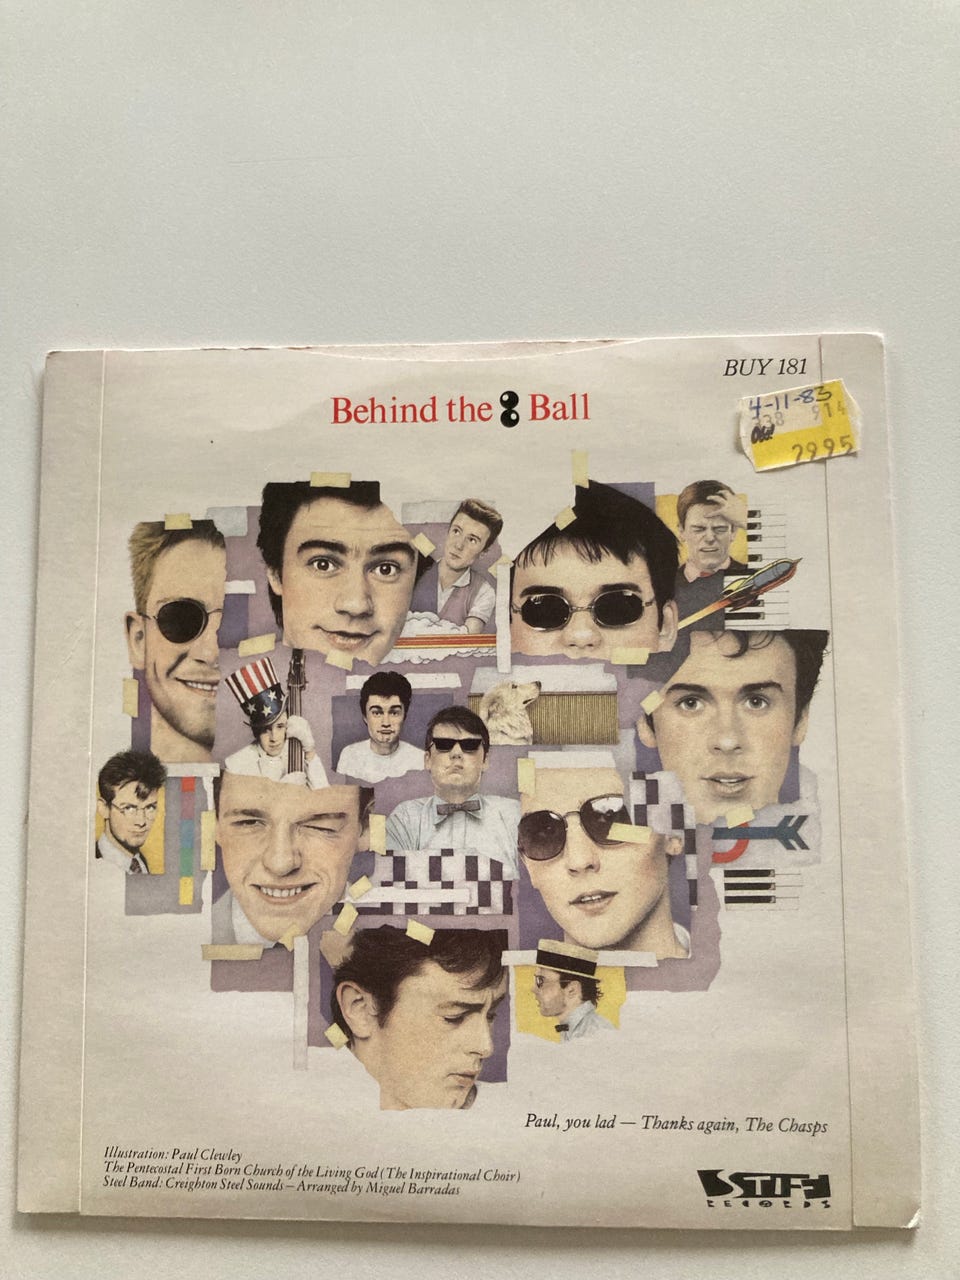 BUY 181
Behind the 8 Ball
4-11-83
914
2995
Paul, you lad — Thanks again, The Chasps
Illustration: Paul Clewley
The Pentecostal First Born Church of the Living God (The Inspirational Choir)
Steel Band: Creighton Steel Sounds — Arranged by Miguel Barradas
STIFF
RECORDS